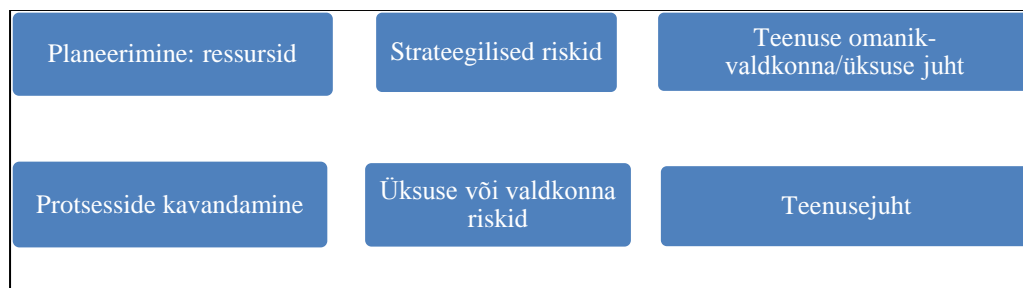 Planeerimine: ressursid
Strateegilised riskid
Teenuse omanik-
valdkonna/üksuse juht
Protsesside kavandamine
Üksuse või valdkonna
riskid
Teenusejuht